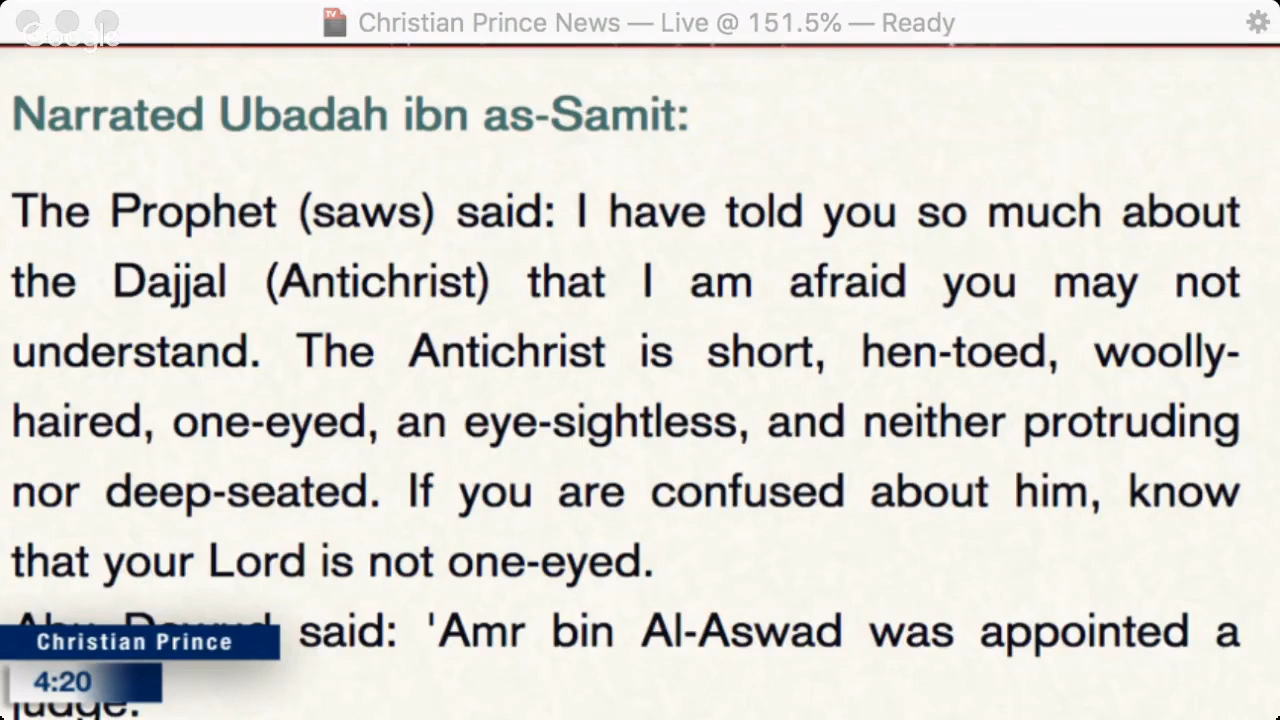 Christian Prince News — Live @ 151.5% — Ready
Google
Narrated Ubadah ibn as-Samit:
The Prophet (saws) said: I have told you so much about
the Dajjal (Antichrist) that I am afraid you may not
understand. The Antichrist is short, hen-toed, woolly-
haired, one-eyed, an eye-sightless, and neither protruding
nor deep-seated. If you are confused about him, know
that your Lord is not one-eyed.
Abu Dawud said: 'Amr bin Al-Aswad was appointed a
judge.
Christian Prince
4:20